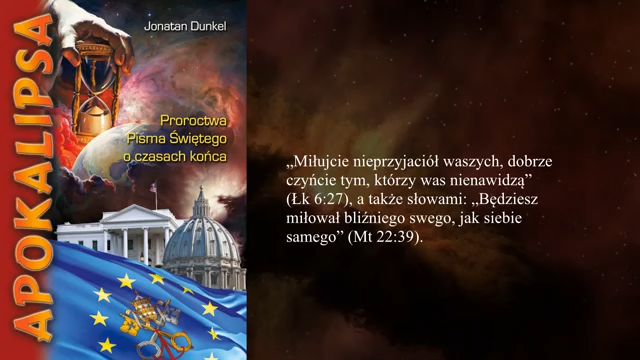 APOKALIPSA
Jonatan Dunkel
Proroctwa
Pisma Świętego
o czasach końca
„Miłujcie nieprzyjaciół waszych, dobrze
czyńcie tym, którzy was nienawidzą”
(Łk 6:27), a także słowami: „Będziesz
miłował bliźniego swego, jak siebie
samego” (Mt 22:39).